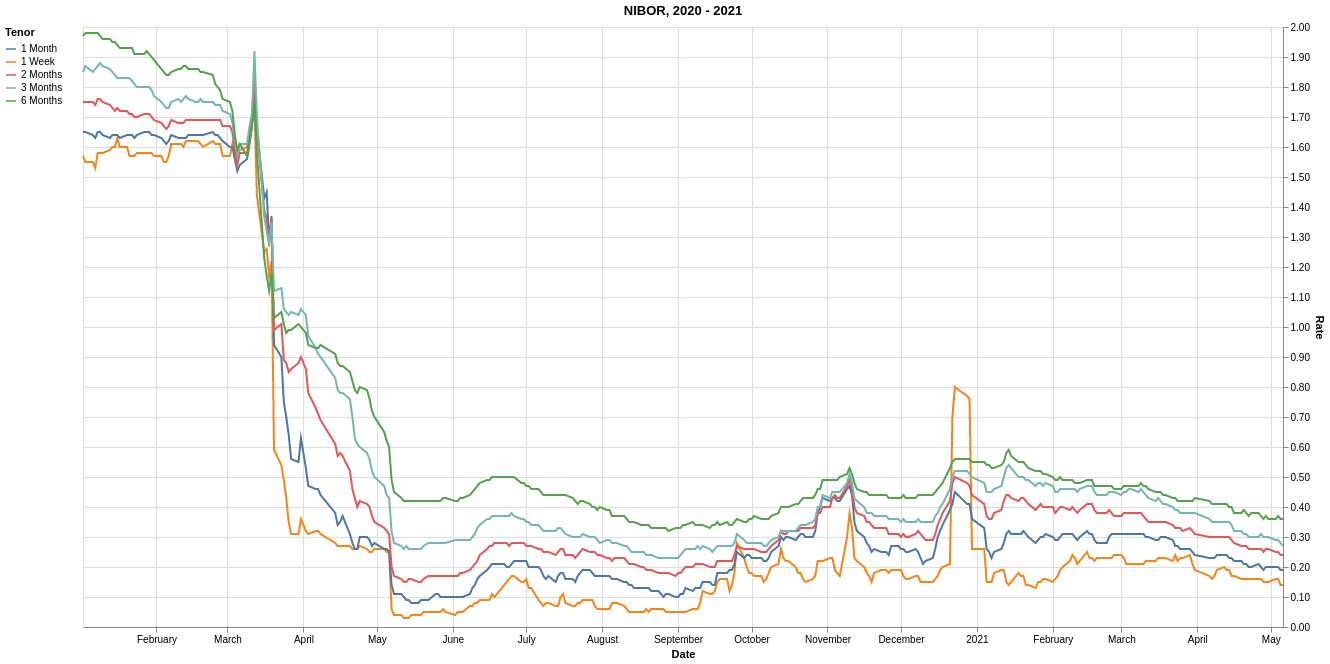 NIBOR, 2020 - 2021
Tenor
1 Month
1 Week
2 Months
3 Months
6 Months
2.00
1.90
1.80
1.70
1.60
1.50
1.40
1.30
1.20
1.10
1.00
0.90
0.80
0.70
0.60
0.50
0.40
0.30
0.20
0.10
0.00
Rate
February March April May June July August September October November December 2021 February March April May
Date